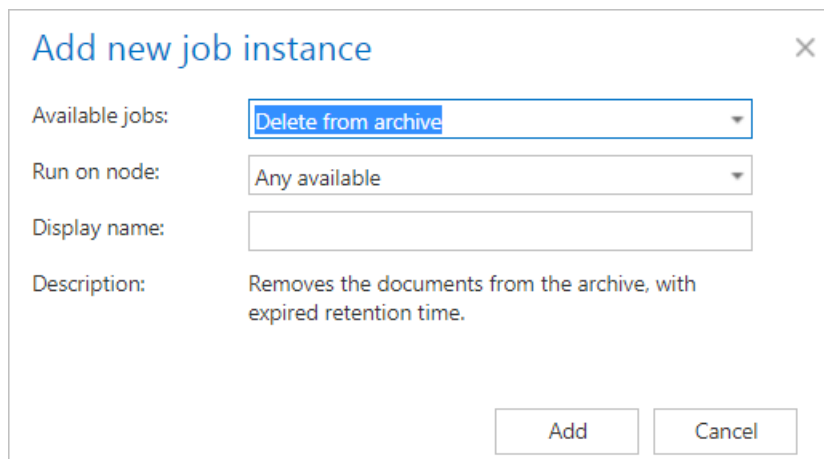 Add new job instance
Available jobs: Delete from archive
Run on node: Any available
Display name:
Description: Removes the documents from the archive, with
expired retention time.
Add Cancel